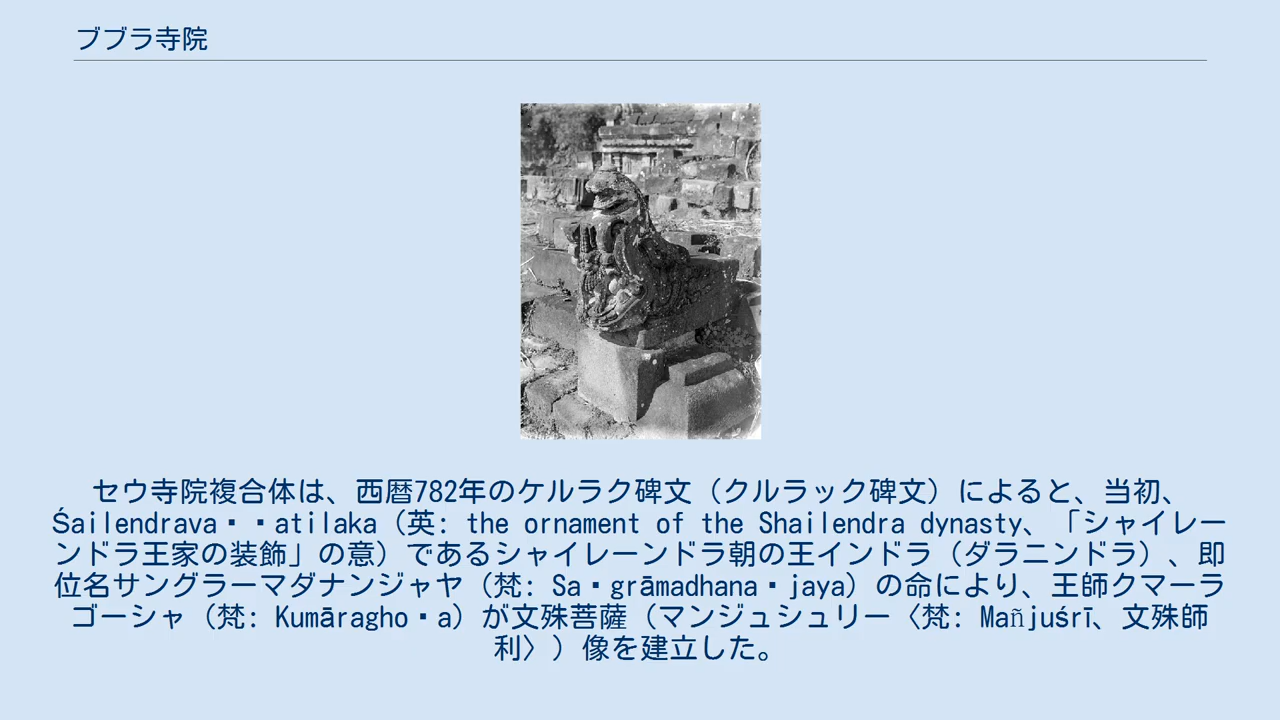 ブブラ寺院
セウ寺院複合体は、西暦782年のケルラク碑文（クルラック碑文）によると、当初、
Śailendrava▪▪atilaka（英: the ornament of the Shailendra dynasty、「シャイレー
ンドラ王家の装飾」の意）であるシャイレーンドラ朝の王インドラ（ダラニンドラ）、即
位名サングラーマダナンジャヤ（梵: Sa▪grāmadhana▪jaya）の命により、王師クマーラ
ゴーシャ（梵: Kumāragho▪a）が文殊菩薩（マンジュシュリー〈梵: Mañjuśrī、文殊師
利〉）像を建立した。